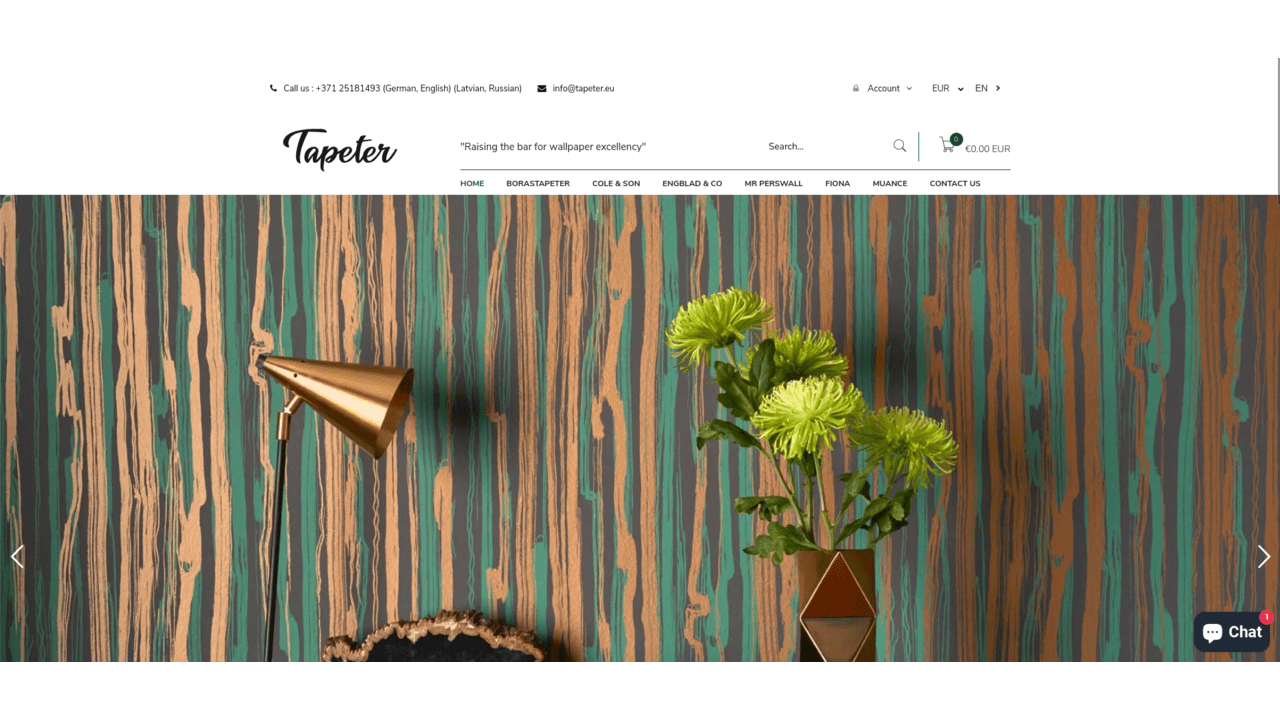 Call us : +371 25181493 (German, English) (Latvian, Russian) info@tapeter.eu Account EUR EN
Tapeter
"Raising the bar for wallpaper excellency"
Search...
0
€0.00 EUR
HOME BORASTAPETER COLE & SON ENGBLAD & CO MR PERSWALL FIONA MUANCE CONTACT US
Chat
1